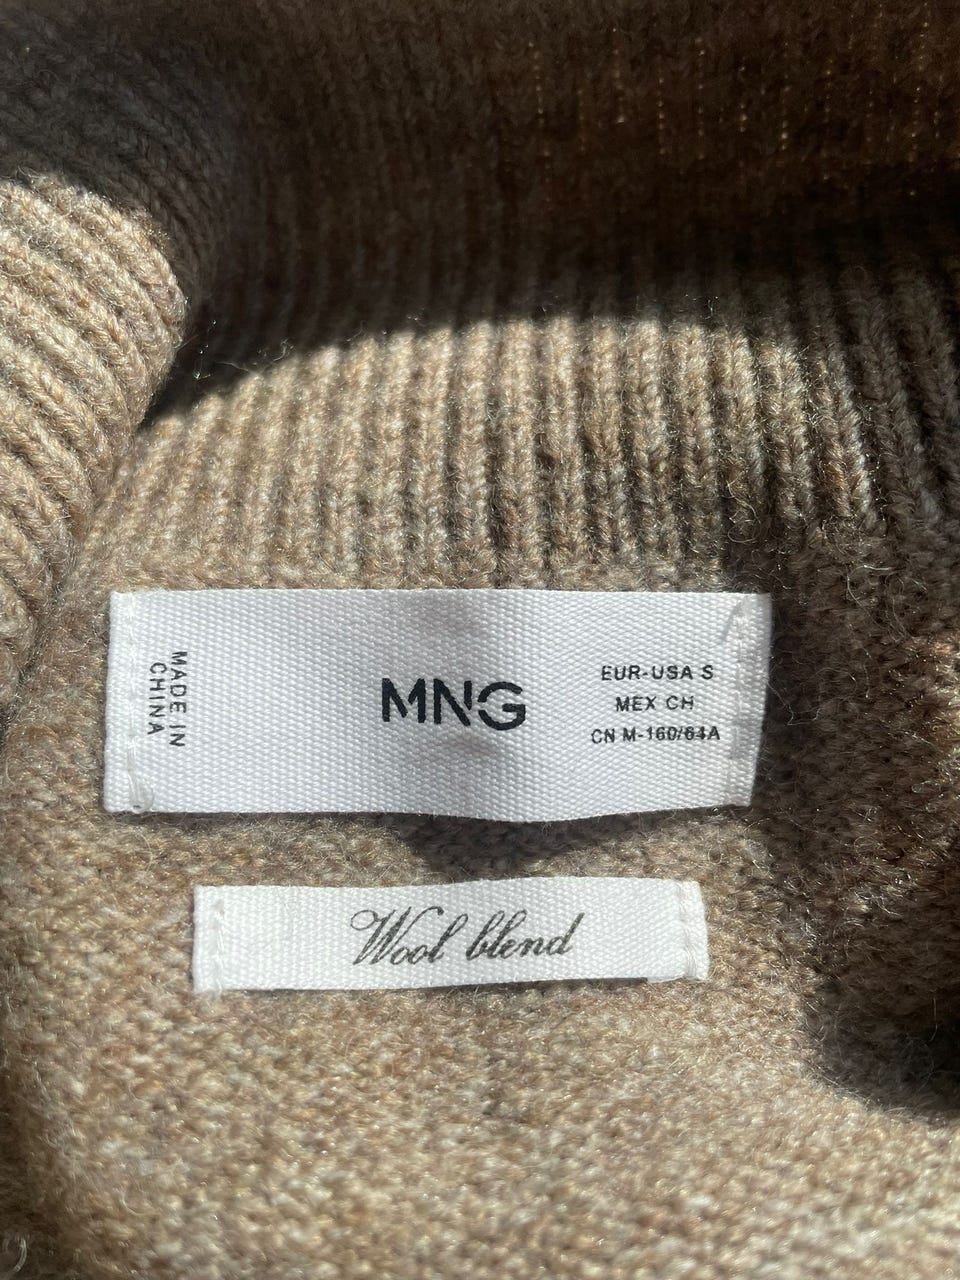 MADE IN
CHINA
MNG
EUR-USA S
MEX CH
CN M-160/84A
Wool blend